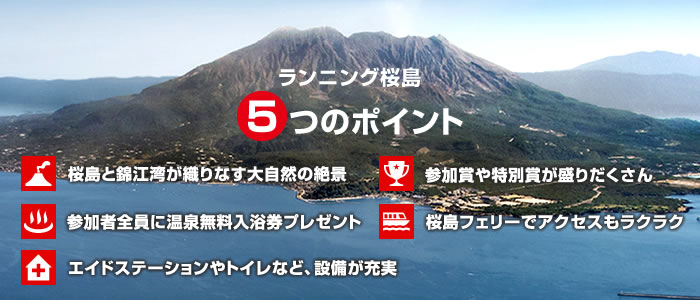 ランニング桜島
5つのポイント
桜島と錦江湾が織りなす大自然の絶景
参加賞や特別賞が盛りだくさん
参加者全員に温泉無料入浴券プレゼント
桜島フェリーでアクセスもラクラク
エイドステーションやトイレなど、設備が充実